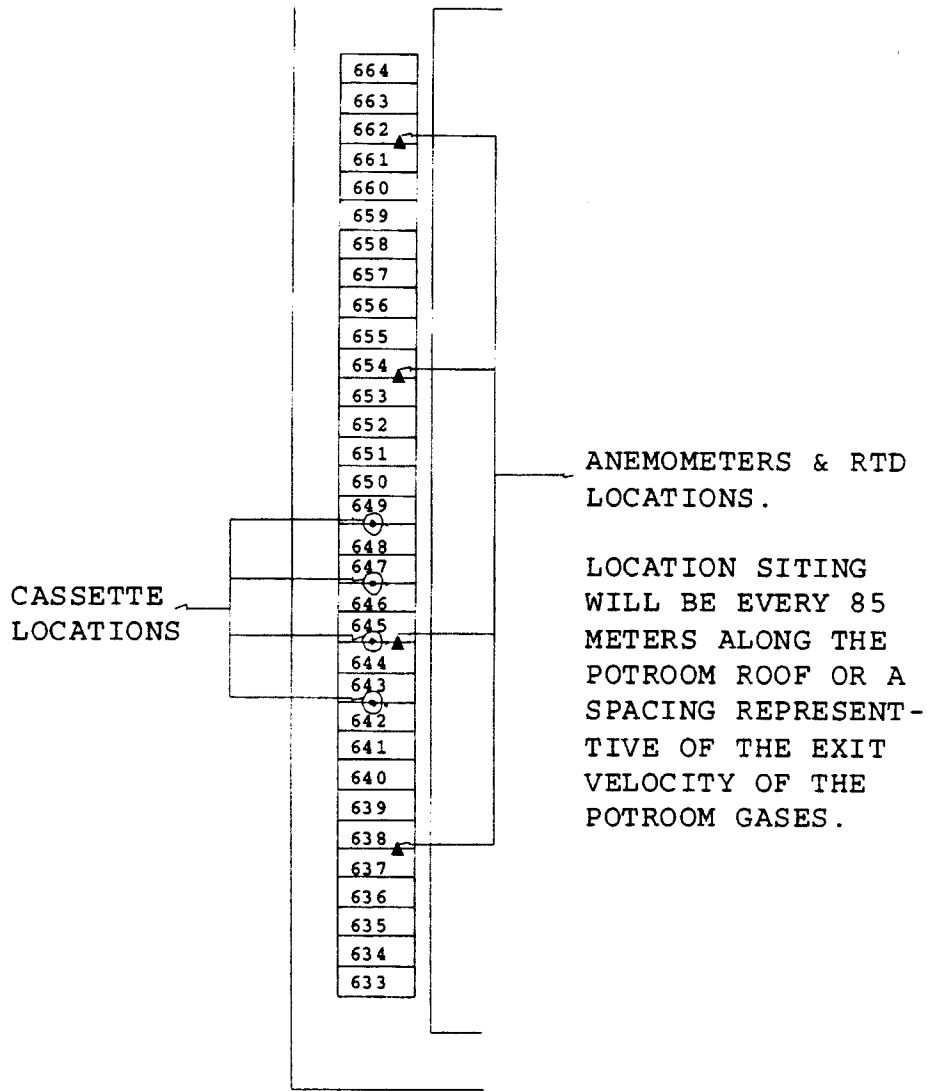 664
663
662
661
660
659
658
657
656
655
654
653
652
651
650
649
648
647
646
645
644
643
642
641
640
639
638
637
636
635
634
633
CASSETTE
LOCATIONS
ANEMOMETERS & RTD
LOCATIONS.
LOCATION SITING
WILL BE EVERY 85
METERS ALONG THE
POTROOM ROOF OR A
SPACING REPRESENT-
TIVE OF THE EXIT
VELOCITY OF THE
POTROOM GASES.